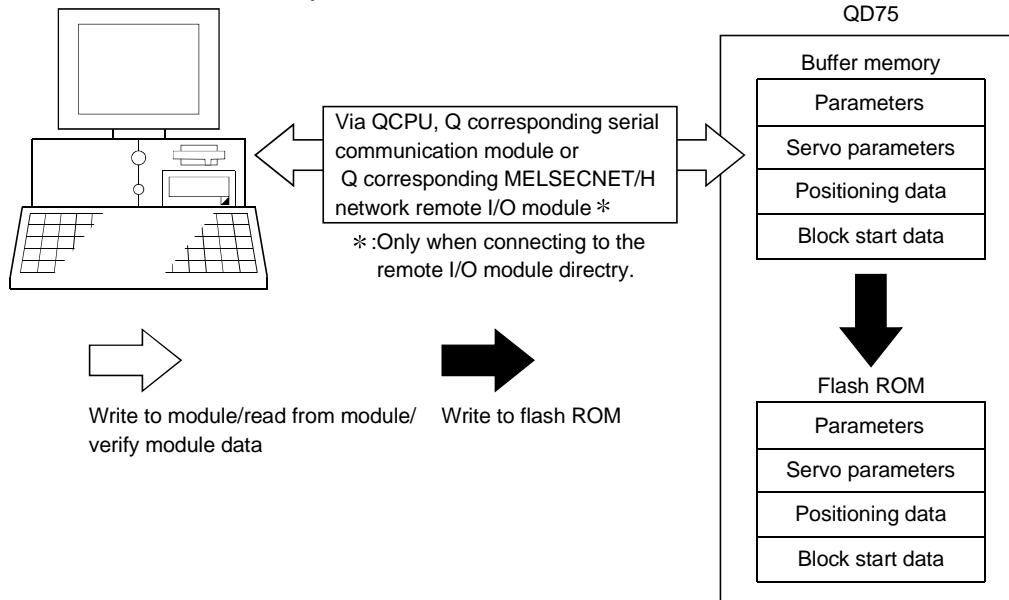 QD75
Buffer memory
Parameters
Servo parameters
Positioning data
Block start data
Via QCPU, Q corresponding serial
communication module or
Q corresponding MELSECNET/H
network remote I/O module *
* :Only when connecting to the
remote I/O module directry.
Write to module/read from module/
verify module data
Write to flash ROM
Flash ROM
Parameters
Servo parameters
Positioning data
Block start data